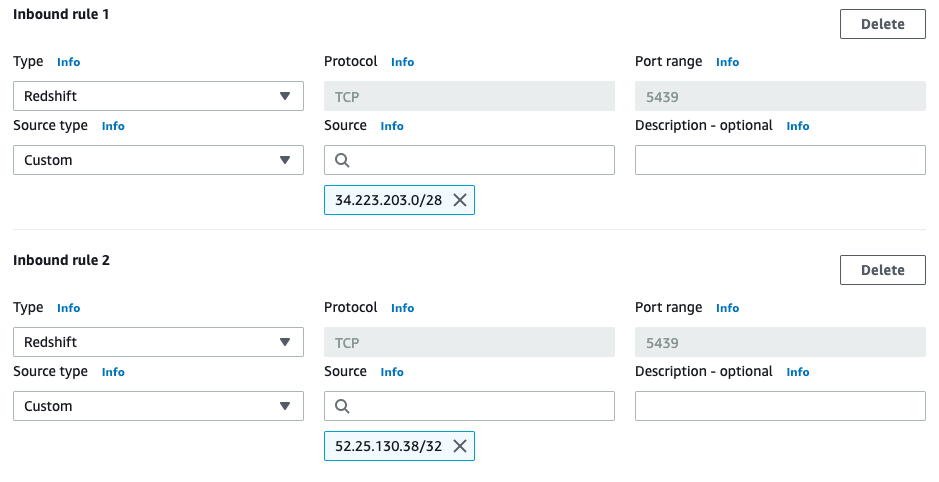 Inbound rule 1
Delete
Type Info Protocol Info Port range Info
Redshift TCP 5439
Source type Info Source Info Description - optional Info
Custom
34.223.203.0/28
Inbound rule 2
Delete
Type Info Protocol Info Port range Info
Redshift TCP 5439
Source type Info Source Info Description - optional Info
Custom
52.25.130.38/32